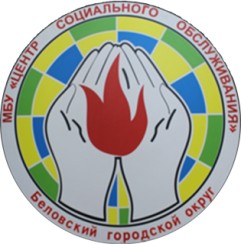 МБУ «ЦЕНТР СОЦИАЛЬНОГО ОБСЛУЖИВАНИЯ»
Беловский городской округ